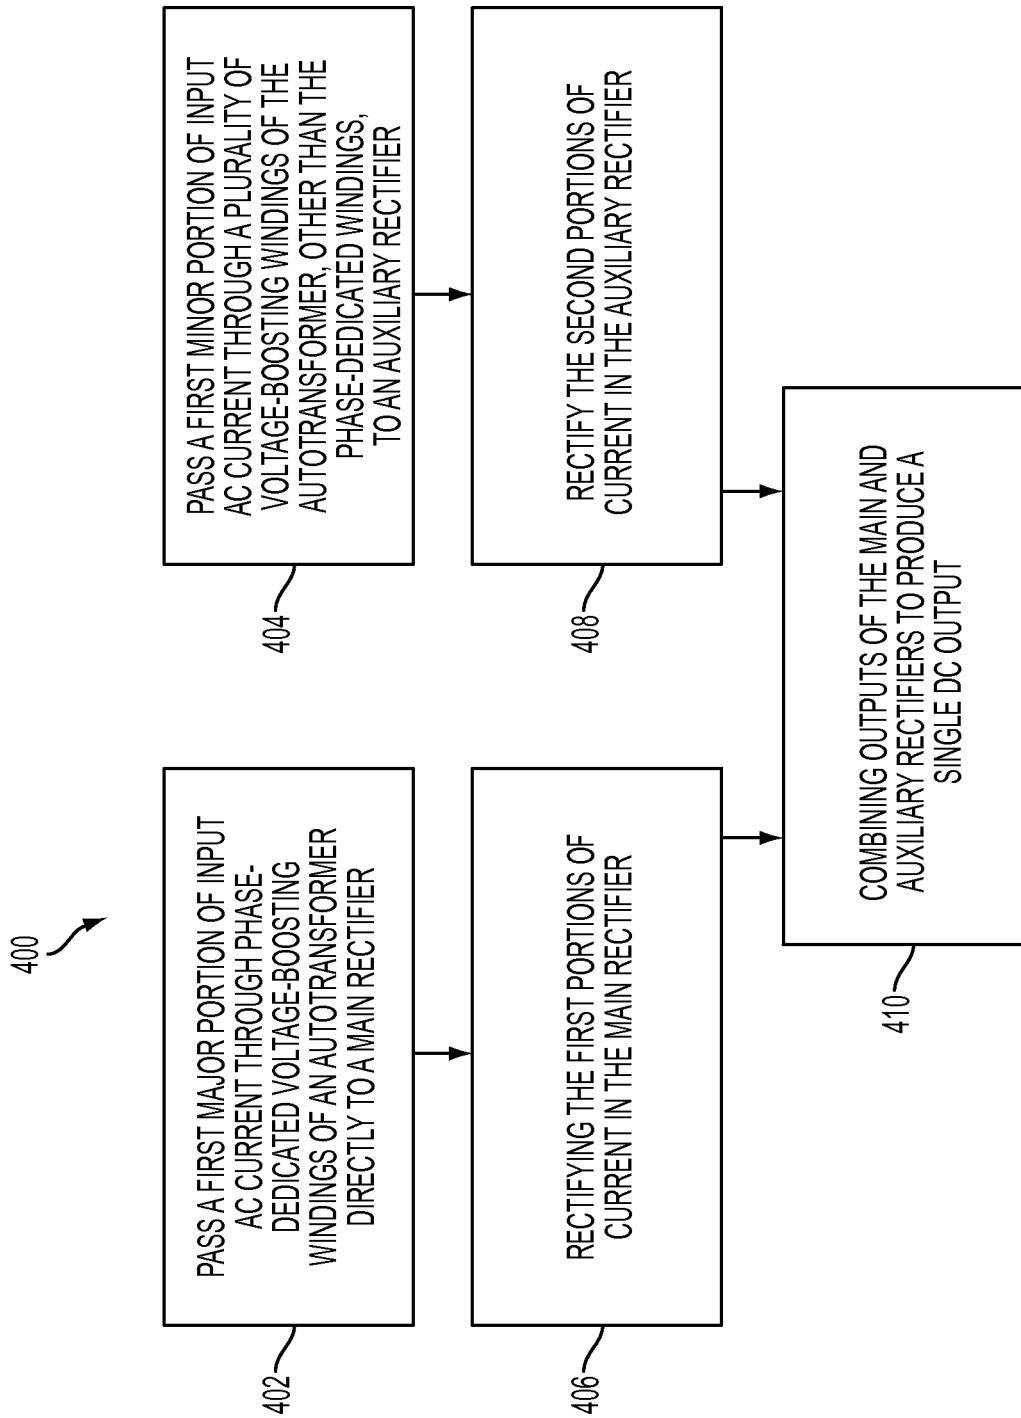 400
402
PASS A FIRST MAJOR PORTION OF INPUT
AC CURRENT THROUGH PHASE-
DEDICATED VOLTAGE-BOOSTING
WINDINGS OF AN AUTOTRANSFORMER
DIRECTLY TO A MAIN RECTIFIER
404
PASS A FIRST MINOR PORTION OF INPUT
AC CURRENT THROUGH A PLURALITY OF
VOLTAGE-BOOSTING WINDINGS OF THE
AUTOTRANSFORMER, OTHER THAN THE
PHASE-DEDICATED WINDINGS,
TO AN AUXILIARY RECTIFIER
406
RECTIFYING THE FIRST PORTIONS OF
CURRENT IN THE MAIN RECTIFIER
408
RECTIFY THE SECOND PORTIONS OF
CURRENT IN THE AUXILIARY RECTIFIER
410
COMBINING OUTPUTS OF THE MAIN AND
AUXILIARY RECTIFIERS TO PRODUCE A
SINGLE DC OUTPUT